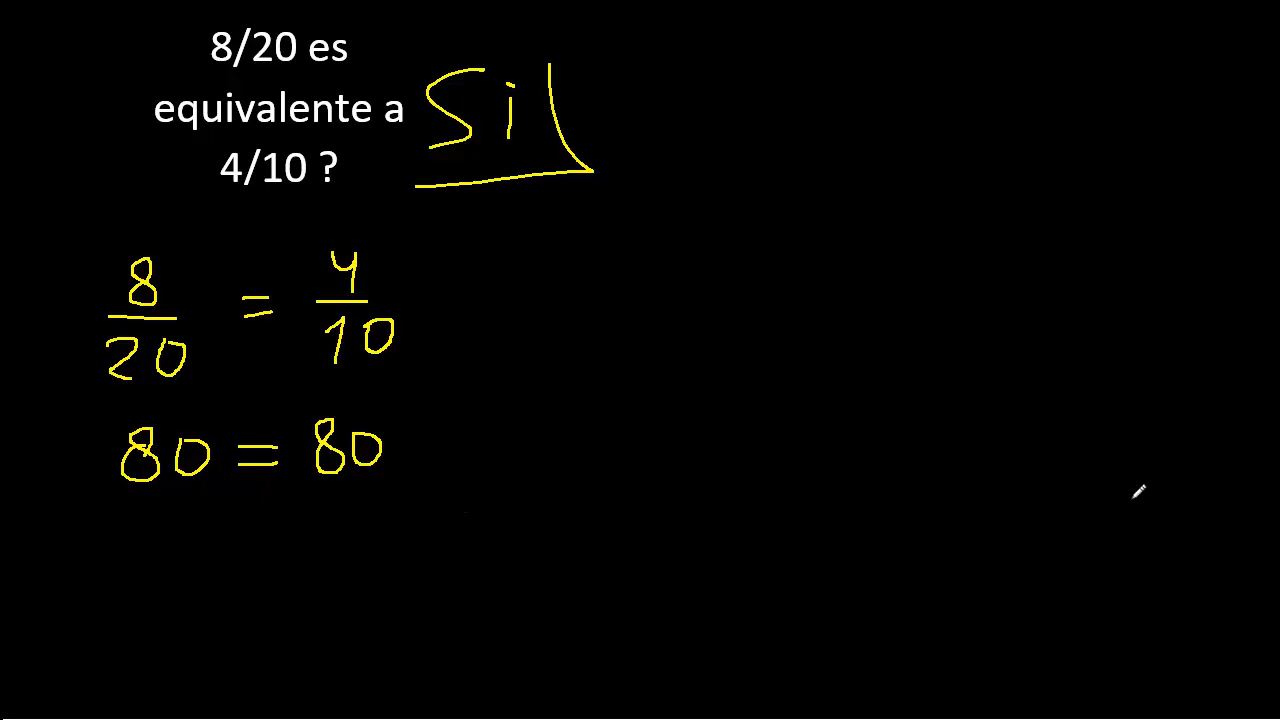 8/20 es
equivalente a
4/10 ?
Si
8/20 = 4/10
80 = 80